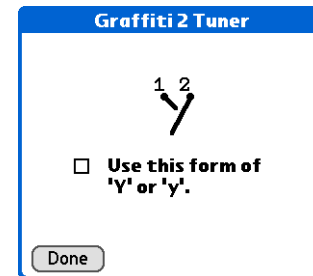 Graffiti 2 Tuner
1 2
Use this form of
'Y' or 'y'.
Done